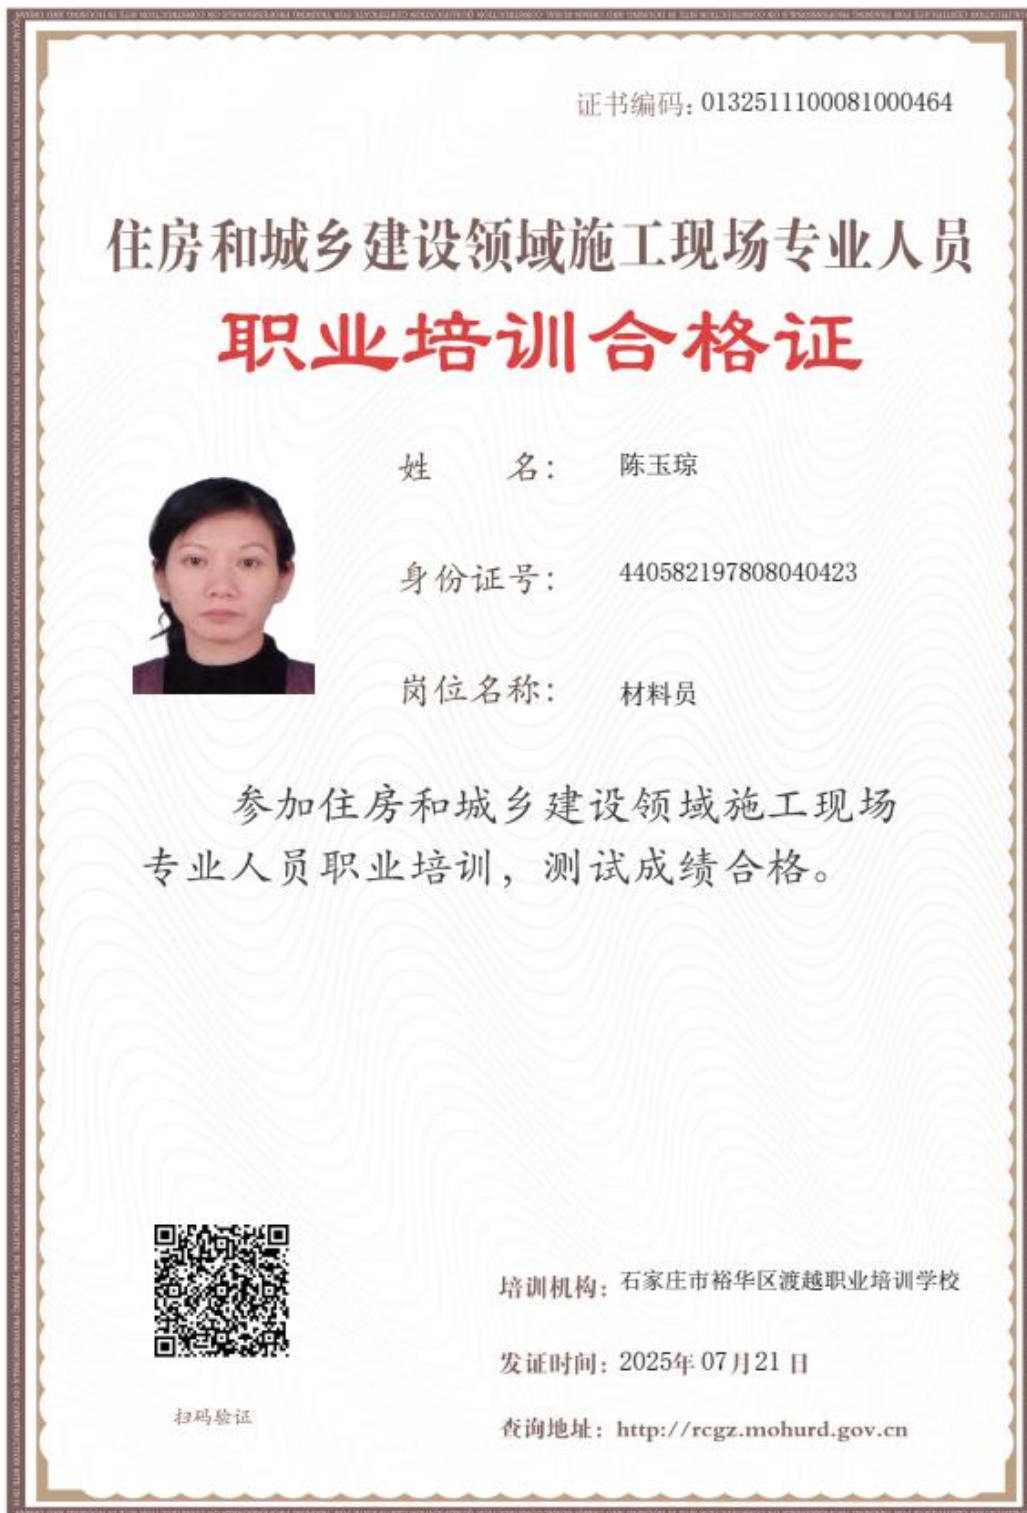 证书编码: 0132511100081000464
住房和城乡建设领域施工现场专业人员
职业培训合格证
姓 名: 陈玉琼
身份证号: 440582197808040423
岗位名称: 材料员
参加住房和城乡建设领域施工现场
专业人员职业培训，测试成绩合格。
培训机构: 石家庄市裕华区渡越职业培训学校
发证时间: 2025年 07月21 日
扫码验证
查询地址: http://rcgz.mohurd.gov.cn